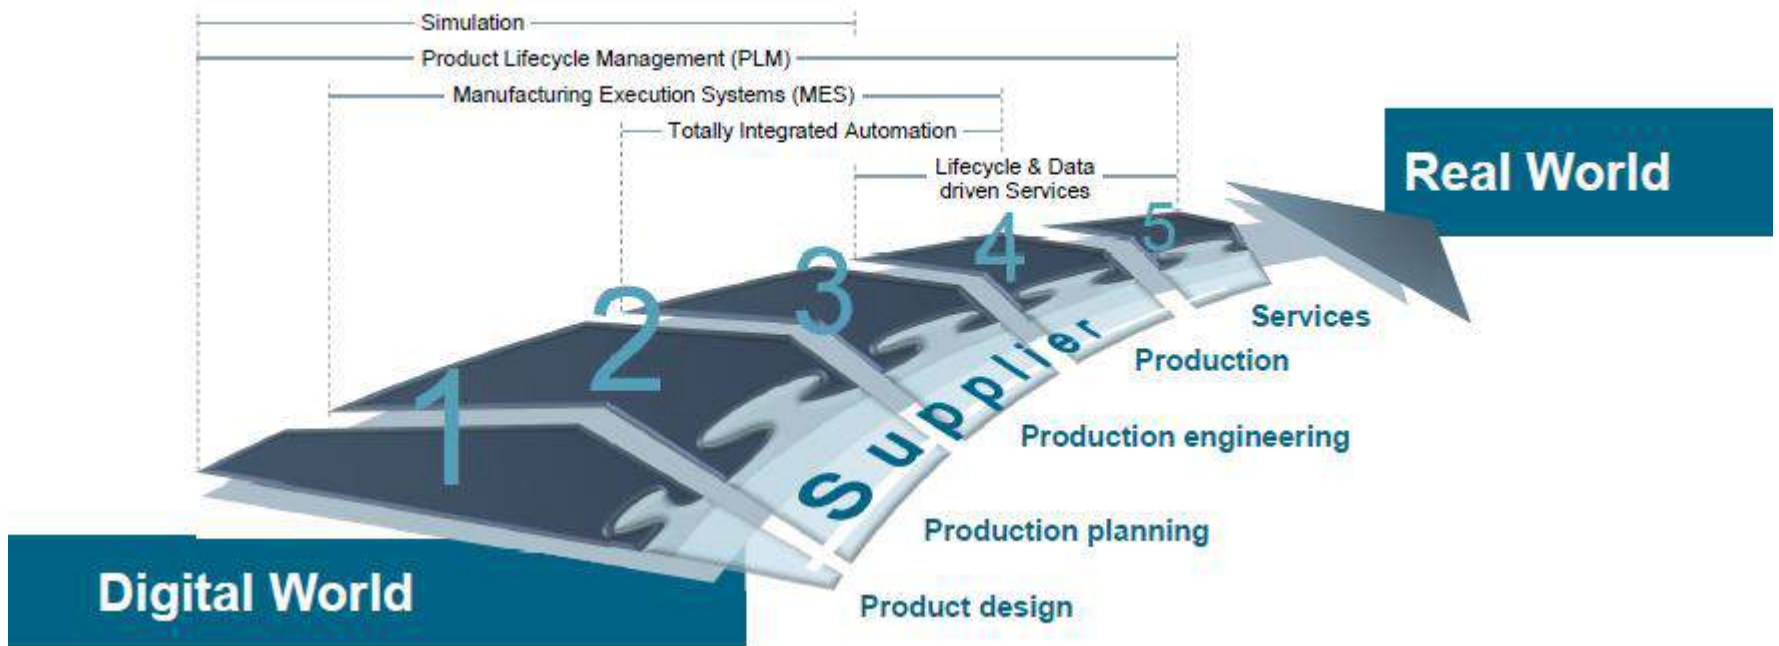 Simulation
Product Lifecycle Management (PLM)
Manufacturing Execution Systems (MES)
Totally Integrated Automation
Lifecycle & Data
driven Services
Real World
1
2
3
4
5
Supplier
Services
Production
Production engineering
Production planning
Product design
Digital World